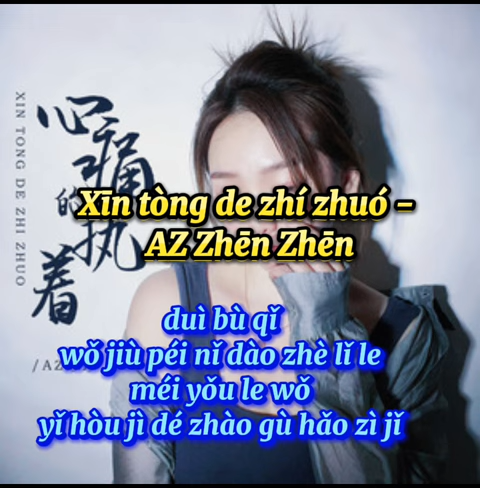 XIN TONG DE ZHI ZHUO
心痛
的执
着
Xīn tòng de zhí zhuó -
AZ Zhēn Zhēn
/AZ
duì bù qǐ
wǒ jiù péi nǐ dào zhè lǐ le
méi yǒu le wǒ
yǐ hòu jì dé zhào gù hǎo zì jǐ